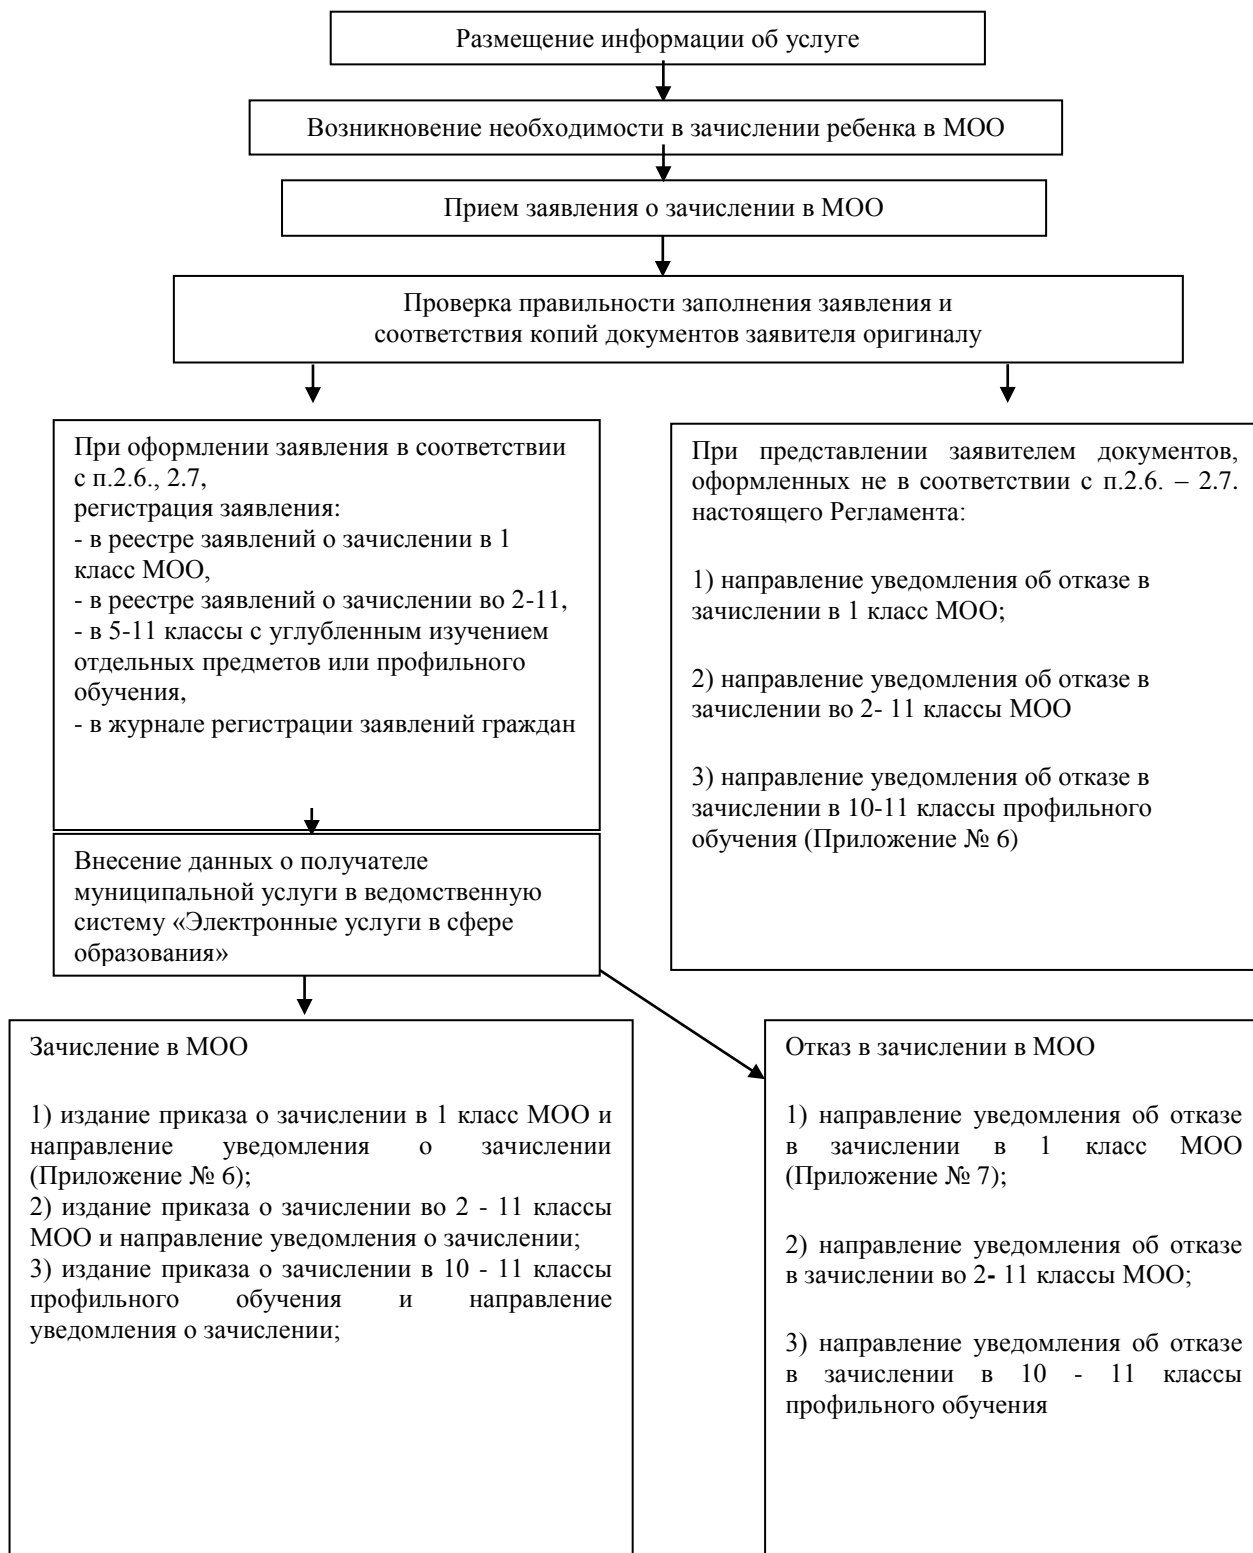 Размещение информации об услуге
Возникновение необходимости в зачислении ребенка в МОО
Прием заявления о зачислении в МОО
Проверка правильности заполнения заявления и
соответствия копий документов заявителя оригиналу
При оформлении заявления в соответствии
с п.2.6., 2.7,
регистрация заявления:
- в реестре заявлений о зачислении в 1
класс МОО,
- в реестре заявлений о зачислении во 2-11,
- в 5-11 классы с углубленным изучением
отдельных предметов или профильного
обучения,
- в журнале регистрации заявлений граждан
При представлении заявителем документов,
оформленных не в соответствии с п.2.6. – 2.7.
настоящего Регламента:
1) направление уведомления об отказе в
зачислении в 1 класс МОО;
2) направление уведомления об отказе в
зачислении во 2- 11 классы МОО
3) направление уведомления об отказе в
зачислении в 10-11 классы профильного
обучения (Приложение № 6)
Внесение данных о получателе
муниципальной услуги в ведомственную
систему «Электронные услуги в сфере
образования»
Зачисление в МОО
1) издание приказа о зачислении в 1 класс МОО и
направление уведомления о зачислении
(Приложение № 6);
2) издание приказа о зачислении во 2 - 11 классы
МОО и направление уведомления о зачислении;
3) издание приказа о зачислении в 10 - 11 классы
профильного обучения и направление
уведомления о зачислении;
Отказ в зачислении в МОО
1) направление уведомления об отказе
в зачислении в 1 класс МОО
(Приложение № 7);
2) направление уведомления об отказе
в зачислении во 2- 11 классы МОО;
3) направление уведомления об отказе
в зачислении в 10 - 11 классы
профильного обучения